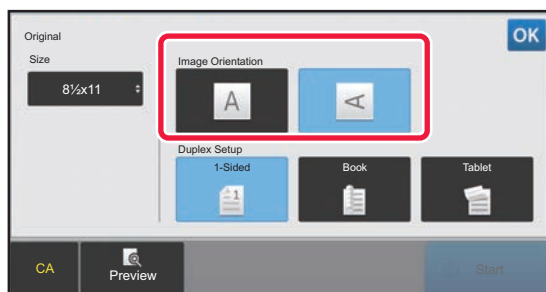 Original
OK
Size
Image Orientation
8½x11
A
A
Duplex Setup
1-Sided
Book
Tablet
1
CA
Preview
Start